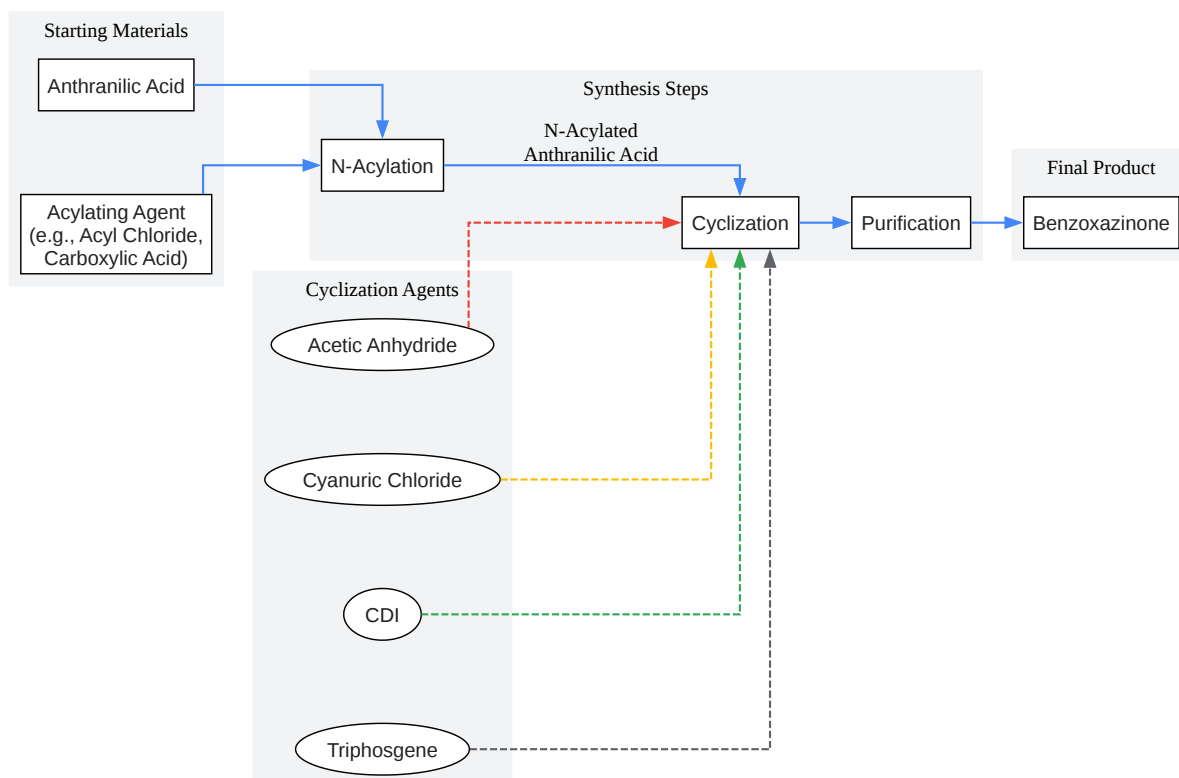 Starting Materials
Anthranilic Acid
Acylating Agent
(e.g., Acyl Chloride,
Carboxylic Acid)
Synthesis Steps
N-Acylation
N-Acylated
Anthranilic Acid
Cyclization
Purification
Final Product
Benzoxazinone
Cyclization Agents
Acetic Anhydride
Cyanuric Chloride
CDI
Triphosgene